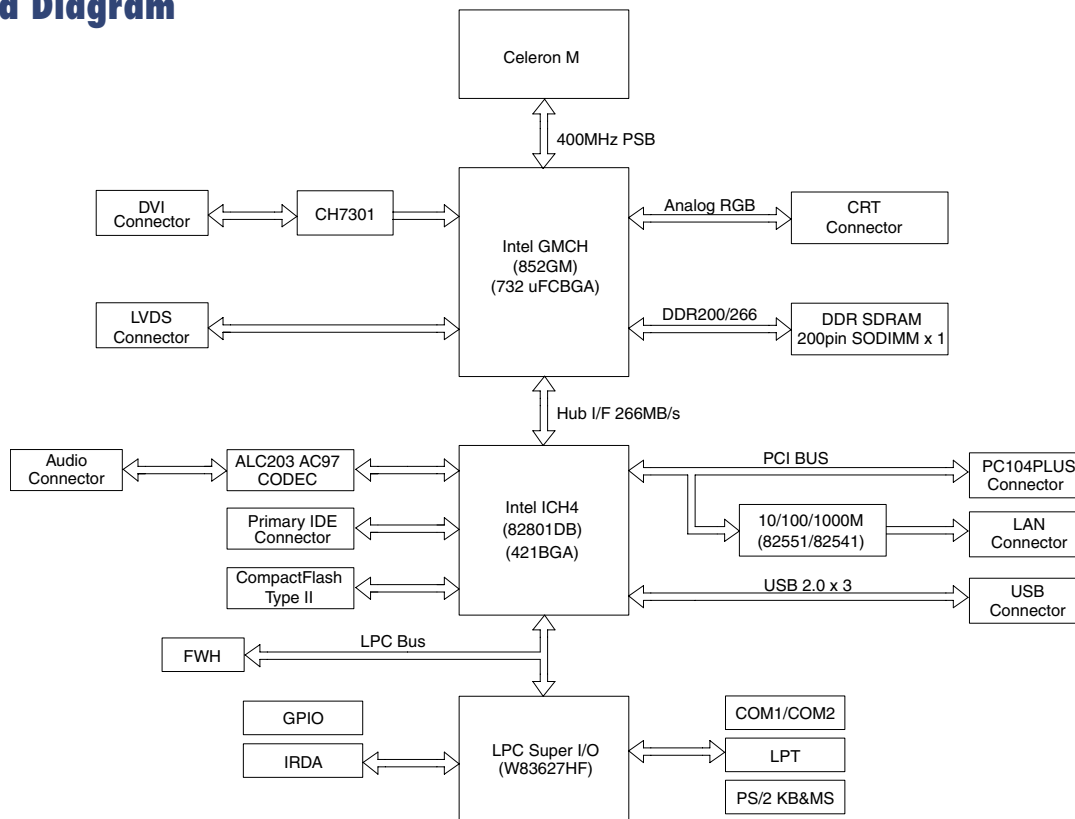 a Diagram
Celeron M
400MHz PSB
DVI
Connector
CH7301
Intel GMCH
(852GM)
(732 uFCBGA)
Analog RGB
CRT
Connector
LVDS
Connector
DDR200/266
DDR SDRAM
200pin SODIMM x 1
Hub I/F 266MB/s
Audio
Connector
ALC203 AC97
CODEC
Primary IDE
Connector
CompactFlash
Type II
Intel ICH4
(82801DB)
(421BGA)
PCI BUS
PC104PLUS
Connector
10/100/1000M
(82551/82541)
LAN
Connector
USB 2.0 x 3
USB
Connector
FWH
LPC Bus
GPIO
IRDA
LPC Super I/O
(W83627HF)
COM1/COM2
LPT
PS/2 KB&MS